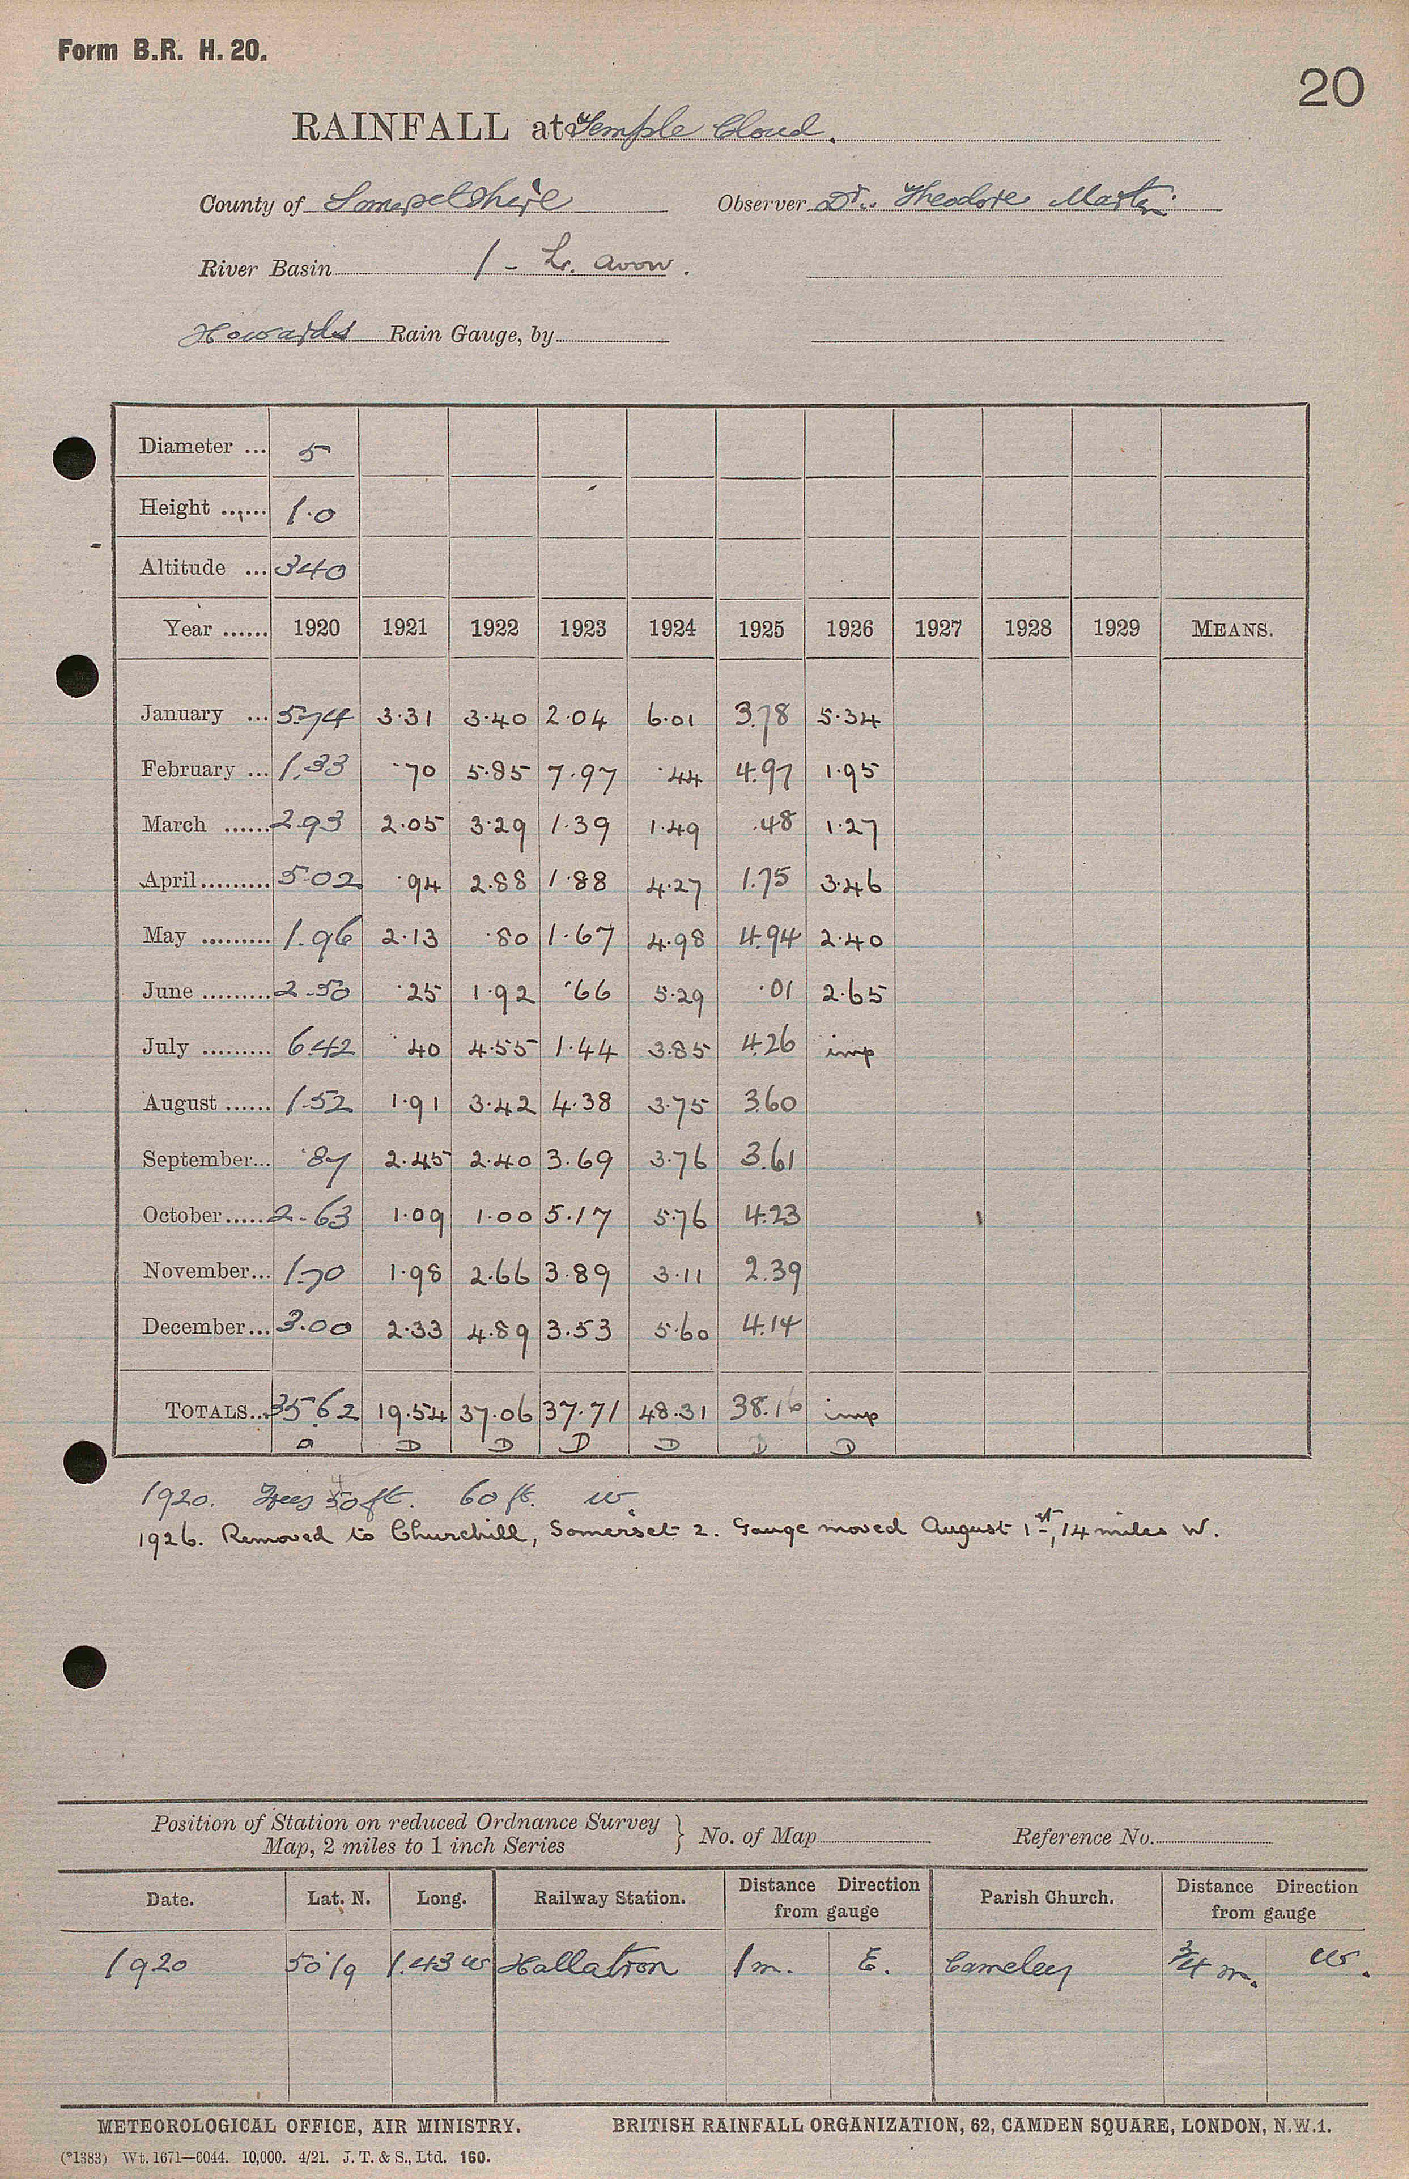 Form B.R. H. 20.
20
RAINFALL at Temple Cloud.
County of Somersetshire Observer Dr. Theodore Martin
River Basin 1 - Lr. Avon.
Howards Rain Gauge, by
Diameter ... 5
Height ...... 1.0
Altitude ... 340
Year ...... 1920 1921 1922 1923 1924 1925 1926 1927 1928 1929 MEANS.
January ... 5.74 3.31 3.40 2.04 6.01 3.78 5.34
February ... 1.33 .70 5.85 7.97 .44 4.97 1.95
March ...... 2.93 2.05 3.29 1.39 1.49 .48 1.27
April ......... 5.02 .94 2.88 1.88 4.27 1.75 3.46
May ......... 1.96 2.13 .80 1.67 4.98 4.94 2.40
June ......... 2.50 .25 1.92 .66 5.29 .01 2.65
July ......... 6.42 .40 4.55 1.44 3.85 4.26 imp
August ...... 1.52 1.91 3.42 4.38 3.75 3.60
September... .87 2.45 2.40 3.69 3.76 3.61
October ..... 2.63 1.09 1.00 5.17 5.76 4.23
November... 1.70 1.98 2.66 3.89 3.11 2.39
December... 3.00 2.33 4.89 3.53 5.60 4.14
TOTALS... 35.62 19.54 37.06 37.71 48.31 38.16 imp
D D D D D D D
1920. Trees ft. 60 ft. W.
1926. Removed to Churchill, Somerset 2. Gauge moved August 1st, 14 miles W.
Position of Station on reduced Ordnance Survey Map, 2 miles to 1 inch Series } No. of Map Reference No.
Date. Lat. N. Long. Railway Station. Distance Direction from gauge Parish Church. Distance Direction from gauge
1920 50°19 1.43 W Hallatron 1 m. E. Cameley ¾ m. W.
METEOROLOGICAL OFFICE, AIR MINISTRY. BRITISH RAINFALL ORGANIZATION, 62, CAMDEN SQUARE, LONDON, N.W.1.
(*1383) Wt. 1671—6044. 10,000. 4/21. J. T. & S., Ltd. 160.